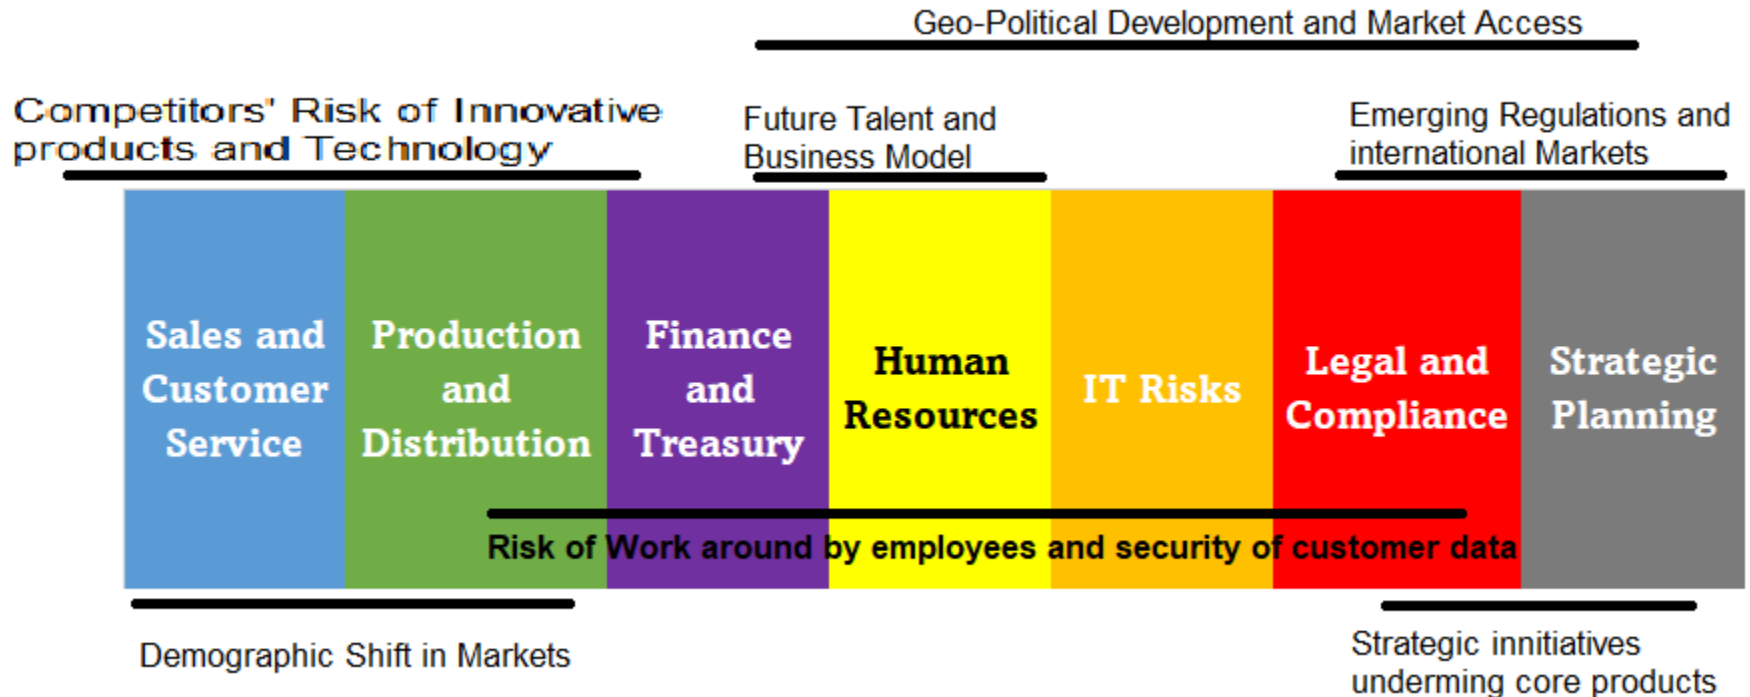 Geo-Political Development and Market Access
Competitors' Risk of Innovative
products and Technology
Future Talent and
Business Model
Emerging Regulations and
international Markets
Sales and
Customer
Service
Production
and
Distribution
Finance
and
Treasury
Human
Resources
IT Risks
Legal and
Compliance
Strategic
Planning
Risk of Work around by employees and security of customer data
Demographic Shift in Markets
Strategic innitiatives
underming core products